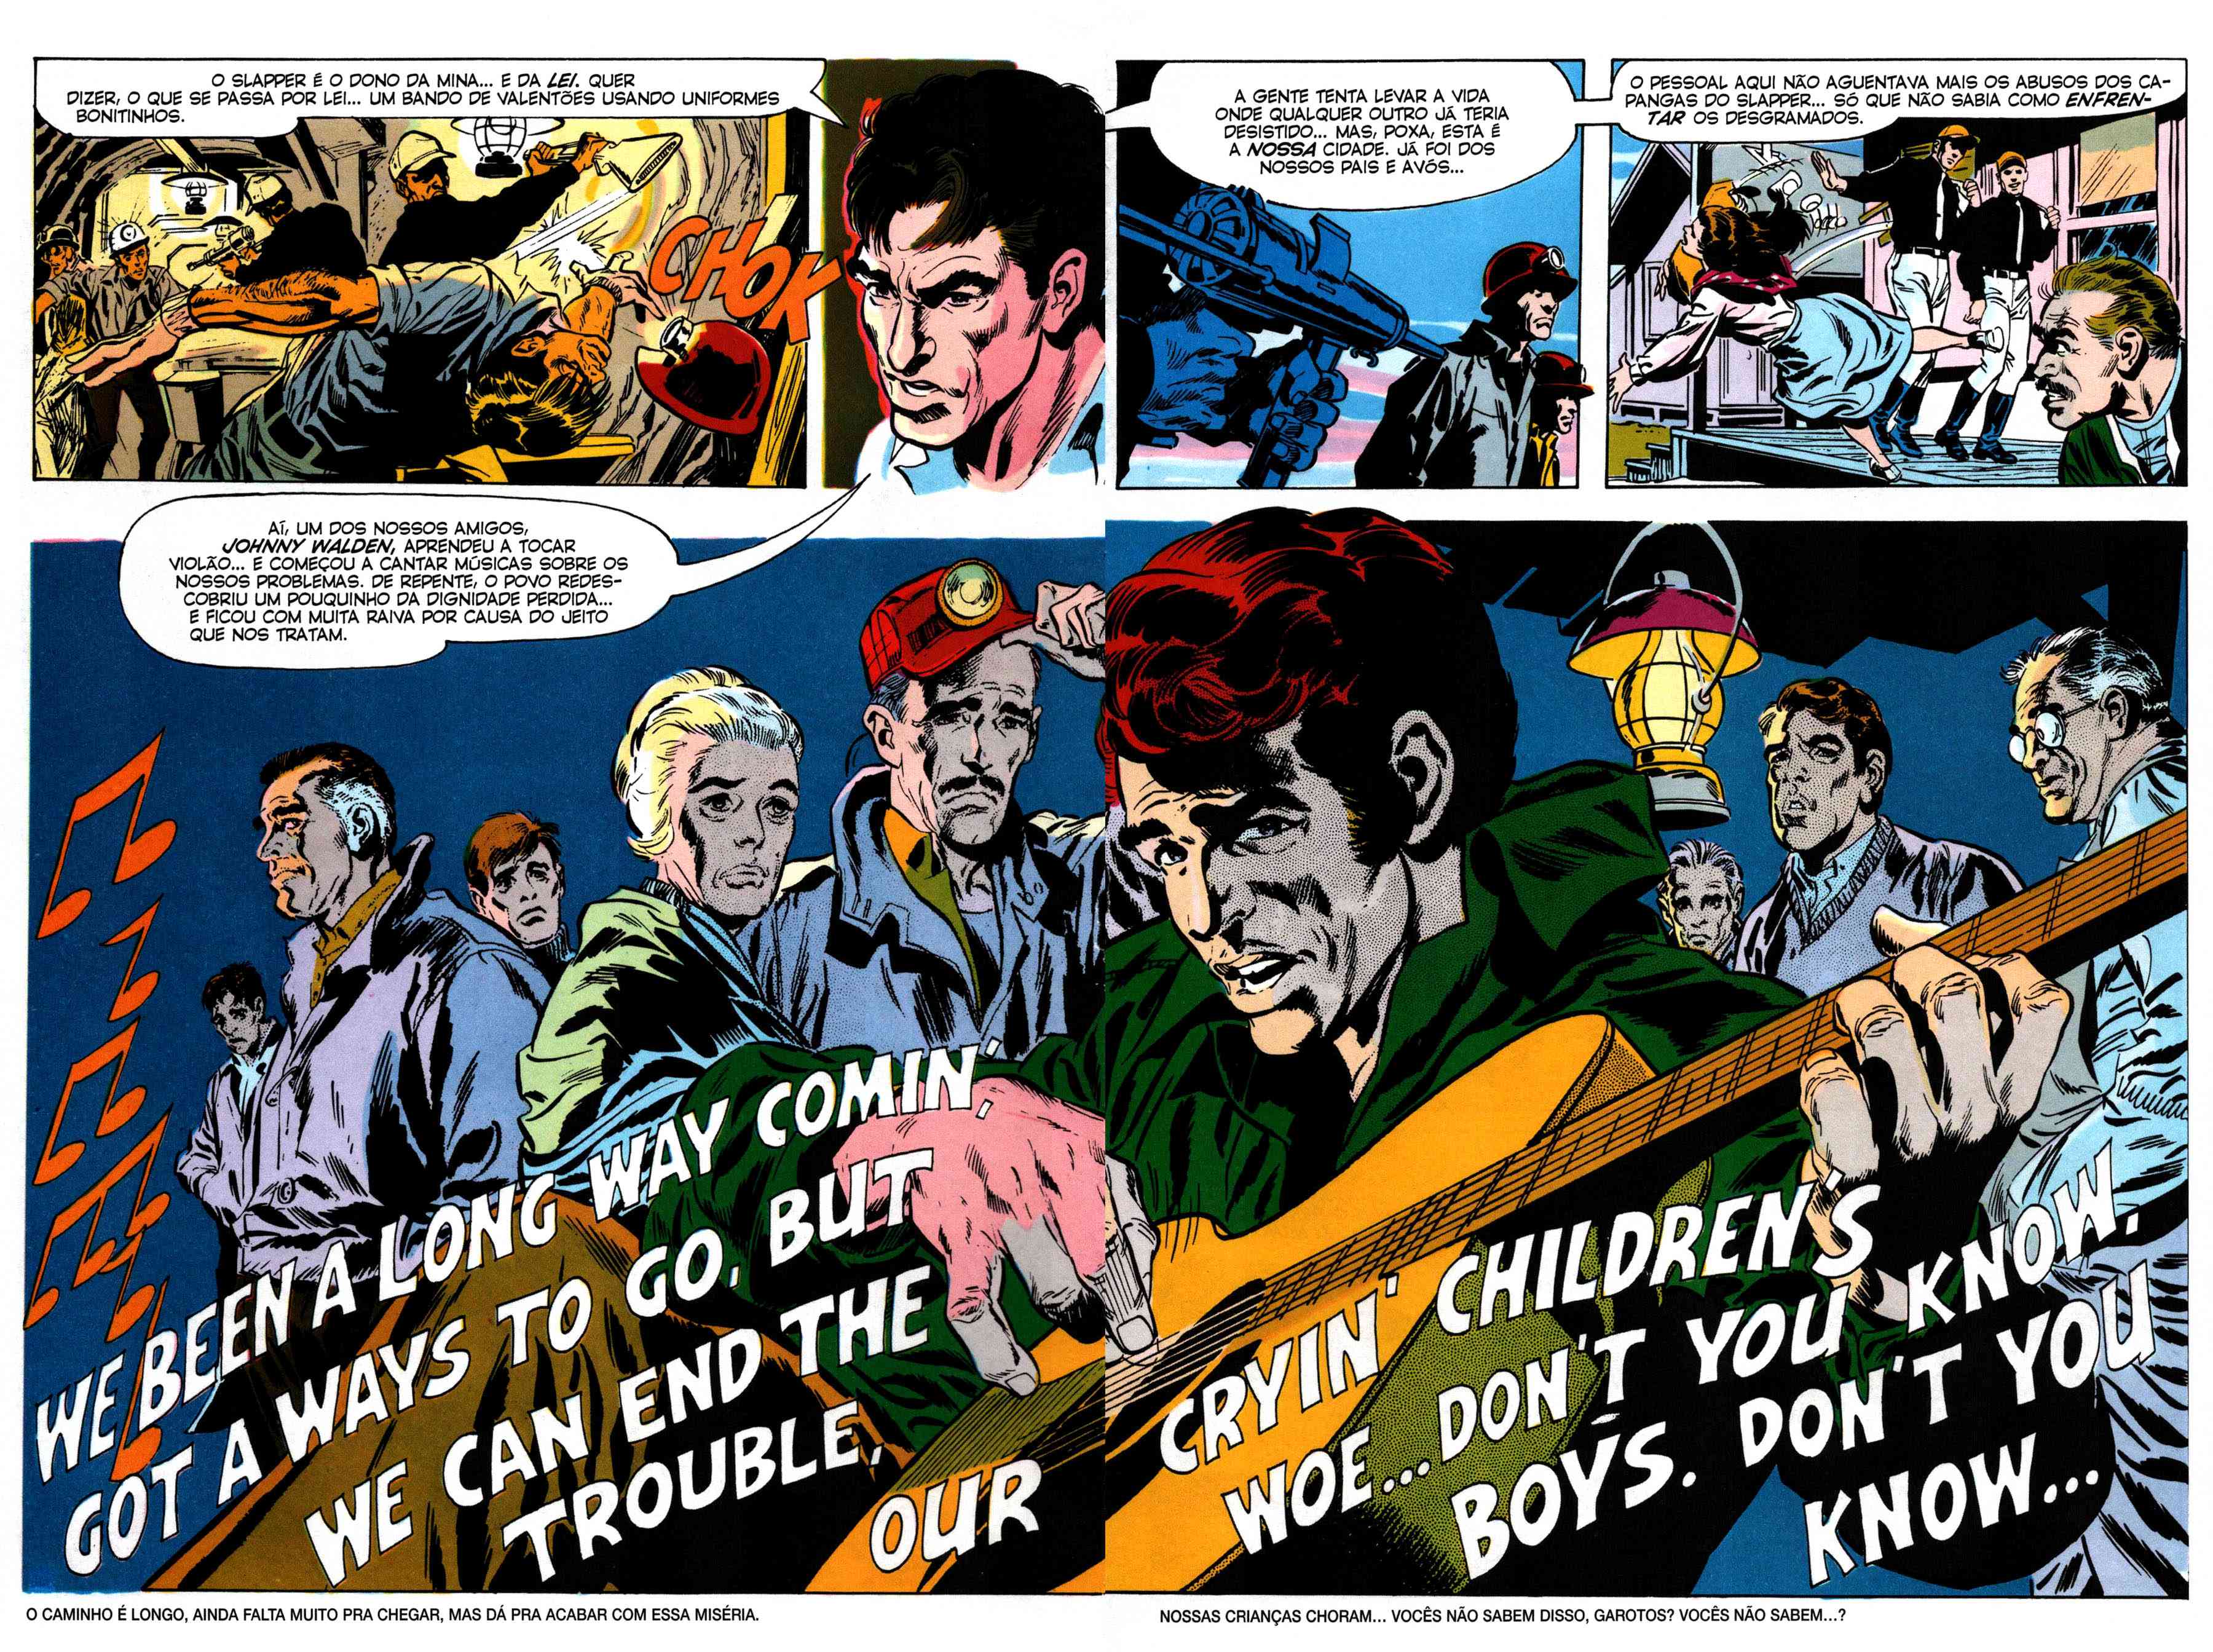 O SLAPPER É O DONO DA MINA... E DA LEI. QUER
DIZER, O QUE SE PASSA POR LEI... UM BANDO DE VALENTÕES USANDO UNIFORMES
BONITINHOS.
CHOK
A GENTE TENTA LEVAR A VIDA
ONDE QUALQUER OUTRO JÁ TERIA
DESISTIDO... MAS, POXA, ESTA É
A NOSSA CIDADE. JÁ FOI DOS
NOSSOS PAIS E AVÓS...
O PESSOAL AQUI NÃO AGUENTAVA MAIS OS ABUSOS DOS CA-
PANGAS DO SLAPPER... SÓ QUE NÃO SABIA COMO ENFREN-
TAR OS DESGRAMADOS.
AÍ, UM DOS NOSSOS AMIGOS,
JOHNNY WALDEN, APRENDEU A TOCAR
VIOLÃO... E COMEÇOU A CANTAR MÚSICAS SOBRE OS
NOSSOS PROBLEMAS. DE REPENTE, O POVO REDES-
COBRIU UM POUQUINHO DA DIGNIDADE PERDIDA...
E FICOU COM MUITA RAIVA POR CAUSA DO JEITO
QUE NOS TRATAM.
WE BEEN A LONG WAY COMIN',
GOT A WAYS TO GO, BUT
WE CAN END THE
TROUBLE, OUR
CRYIN' CHILDREN'S
WOE... DON'T YOU KNOW,
BOYS. DON'T YOU
KNOW...
O CAMINHO É LONGO, AINDA FALTA MUITO PRA CHEGAR, MAS DÁ PRA ACABAR COM ESSA MISÉRIA.
NOSSAS CRIANÇAS CHORAM... VOCÊS NÃO SABEM DISSO, GAROTOS? VOCÊS NÃO SABEM...?